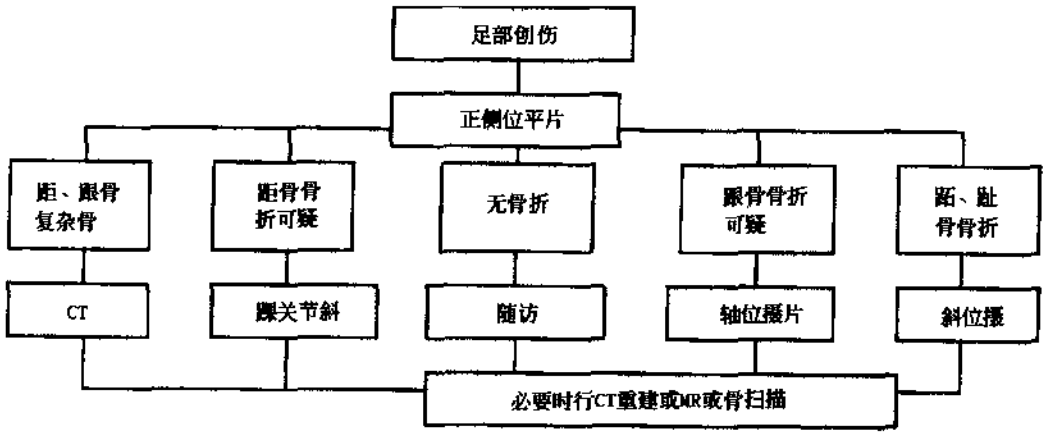 足部创伤
正侧位平片
距、跟骨
复杂骨
距骨骨
折可疑
无骨折
跟骨骨折
可疑
跖、趾
骨骨折
CT
踝关节斜
随访
轴位摄片
斜位摄
必要时行CT重建或MR或骨扫描